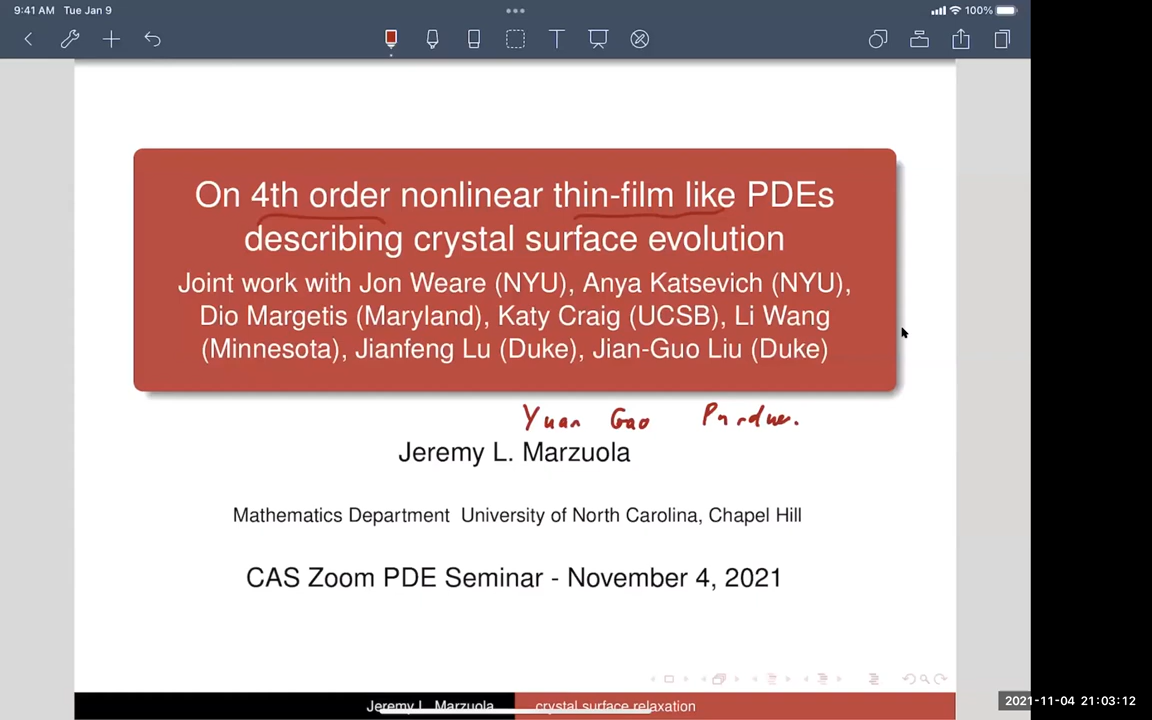 9:41 AM Tue Jan 9
100%
On 4th order nonlinear thin-film like PDEs
describing crystal surface evolution
Joint work with Jon Weare (NYU), Anya Katsevich (NYU),
Dio Margetis (Maryland), Katy Craig (UCSB), Li Wang
(Minnesota), Jianfeng Lu (Duke), Jian-Guo Liu (Duke)
Yuan Gao Purdue.
Jeremy L. Marzuola
Mathematics Department University of North Carolina, Chapel Hill
CAS Zoom PDE Seminar - November 4, 2021
Jeremy L. Marzuola crystal surface relaxation
2021-11-04 21:03:12